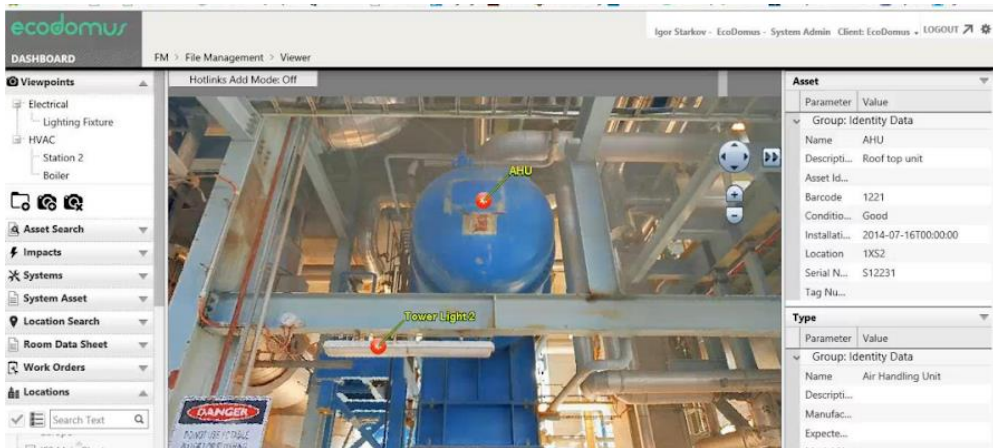 ecodomus
Igor Starkov - EcoDomus - System Admin Client: EcoDomus LOGOUT
DASHBOARD
FM > File Management > Viewer
Viewpoints
Hotlinks Add Mode: Off
Electrical
Lighting Fixture
HVAC
Station 2
Boiler
Asset Search
Impacts
Systems
System Asset
Location Search
Room Data Sheet
Work Orders
Locations
Search Text
AHU
Tower Light 2
DANGER
Asset
Parameter Value
Group: Identity Data
Name AHU
Descripti... Roof top unit
Asset Id...
Barcode 1221
Conditio... Good
Installati... 2014-07-16T00:00:00
Location 1XS2
Serial N... S12231
Tag Nu...
Type
Parameter Value
Group: Identity Data
Name Air Handling Unit
Descripti...
Manufac...
Expecte...